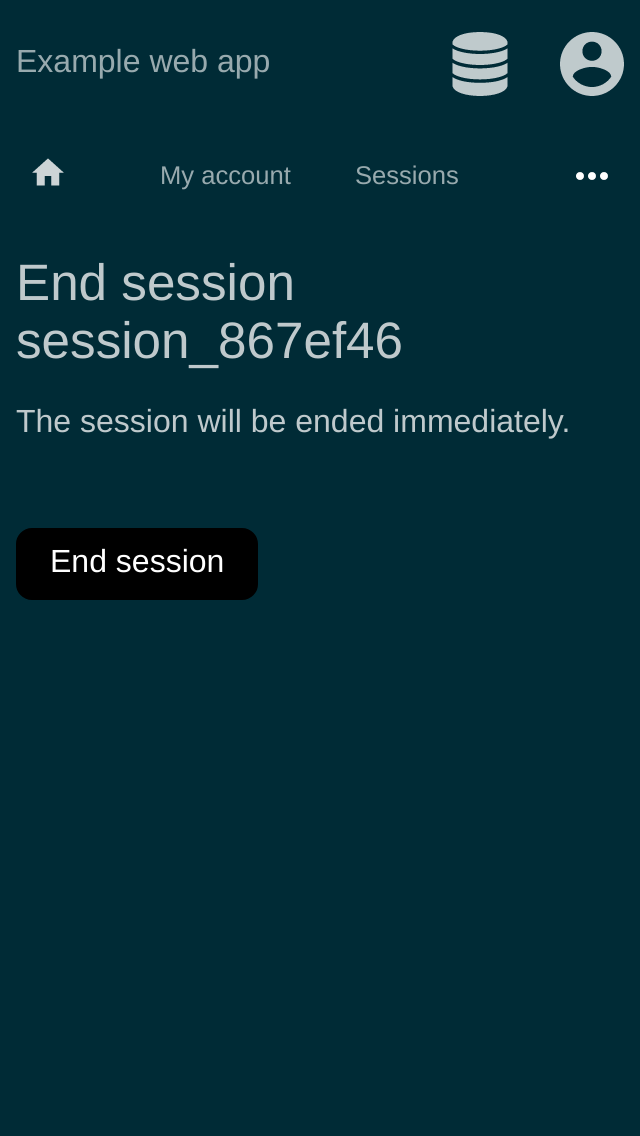 Example web app
My account Sessions
End session
session_867ef46
The session will be ended immediately.
End session